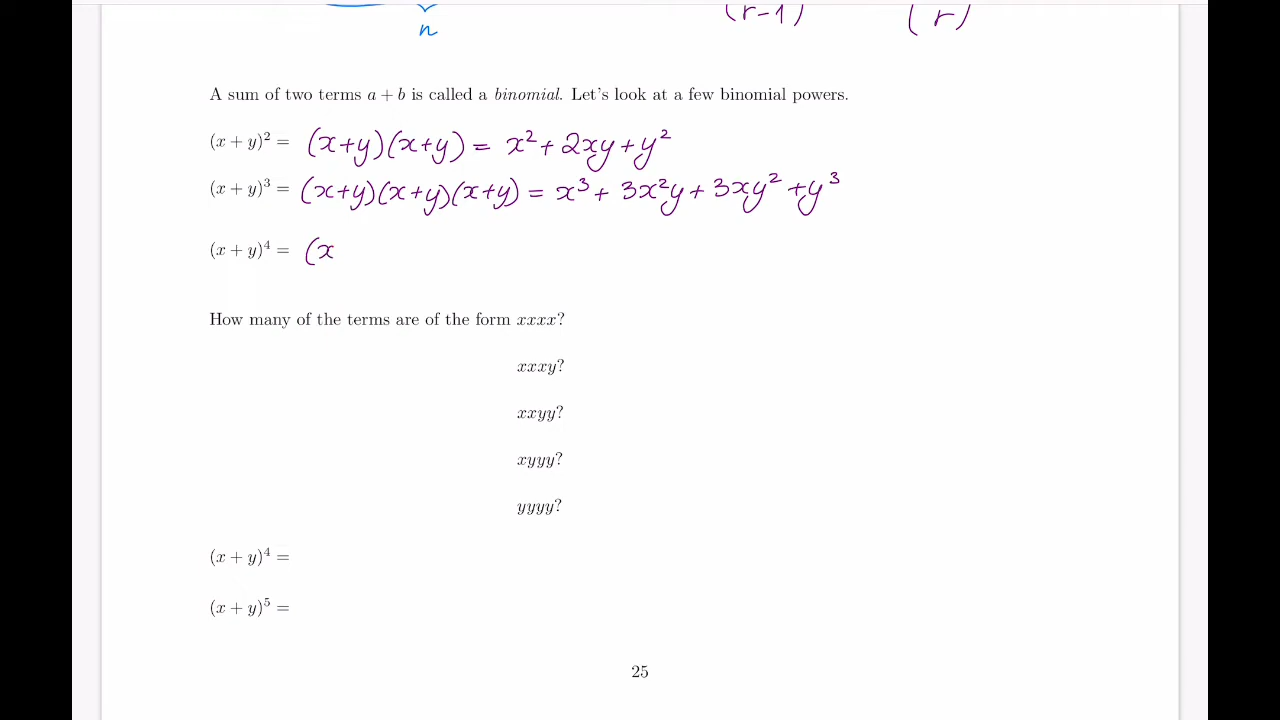 n (r-1) (r)
A sum of two terms a + b is called a binomial. Let's look at a few binomial powers.
(x + y)² = (x+y)(x+y) = x² + 2xy + y²
(x + y)³ = (x+y)(x+y)(x+y) = x³ + 3x²y + 3xy² + y³
(x + y)⁴ = (x
How many of the terms are of the form xxxx?
xxxy?
xxyy?
xyyy?
yyyy?
(x + y)⁴ =
(x + y)⁵ =
25